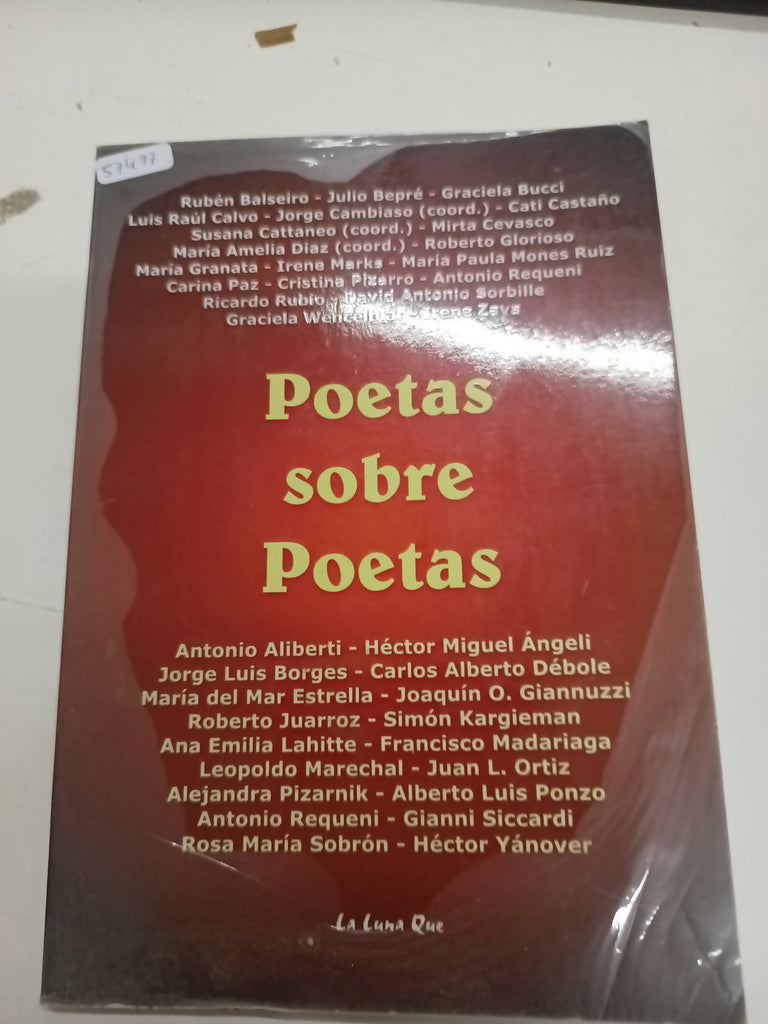 57477
Rubén Balseiro - Julio Bepré - Graciela Bucci
Luis Raúl Calvo - Jorge Cambiaso (coord.) - Cati Castaño
Susana Cattaneo (coord.) - Mirta Cevasco
María Amelia Diaz (coord.) - Roberto Glorioso
María Granata - Irene Marks - María Paula Mones Ruiz
Carina Paz - Cristina Pizarro - Antonio Requeni
Ricardo Rubio - David Antonio Sorbille
Graciela - Irene Zava
Poetas
sobre
Poetas
Antonio Aliberti - Héctor Miguel Ángeli
Jorge Luis Borges - Carlos Alberto Débole
María del Mar Estrella - Joaquín O. Giannuzzi
Roberto Juarroz - Simón Kargieman
Ana Emilia Lahitte - Francisco Madariaga
Leopoldo Marechal - Juan L. Ortiz
Alejandra Pizarnik - Alberto Luis Ponzo
Antonio Requeni - Gianni Siccardi
Rosa María Sobrón - Héctor Yánover
La Luna Que